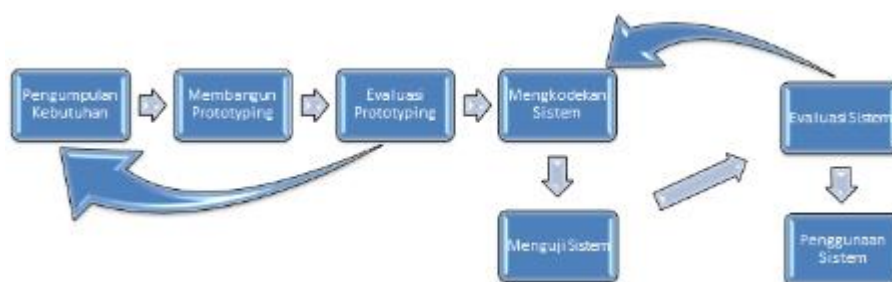 Pengumpulan
Kebutuhan
Membangun
Prototyping
Evaluasi
Prototyping
Mengkodekan
Sistem
Menguji Sistem
Evaluasi Sistem
Penggunaan
Sistem